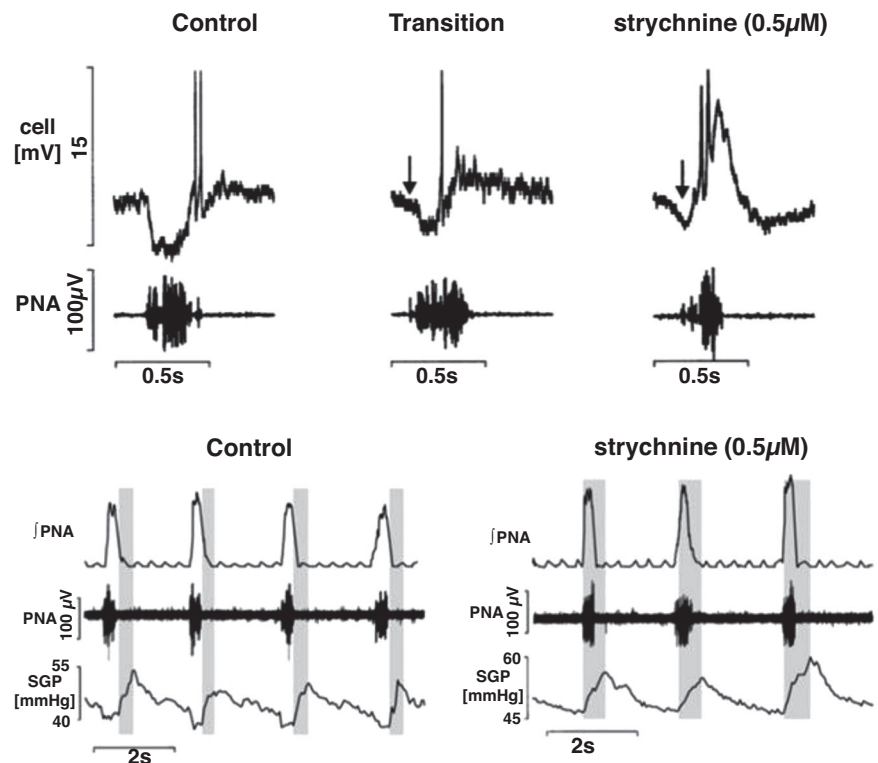 Control
Transition
strychnine (0.5µM)
cell
[mV]
15
PNA
100µV
0.5s
0.5s
0.5s
Control
strychnine (0.5µM)
∫PNA
∫PNA
PNA
100 µV
PNA
100 µV
55
SGP
[mmHg]
40
60
SGP
[mmHg]
45
2s
2s